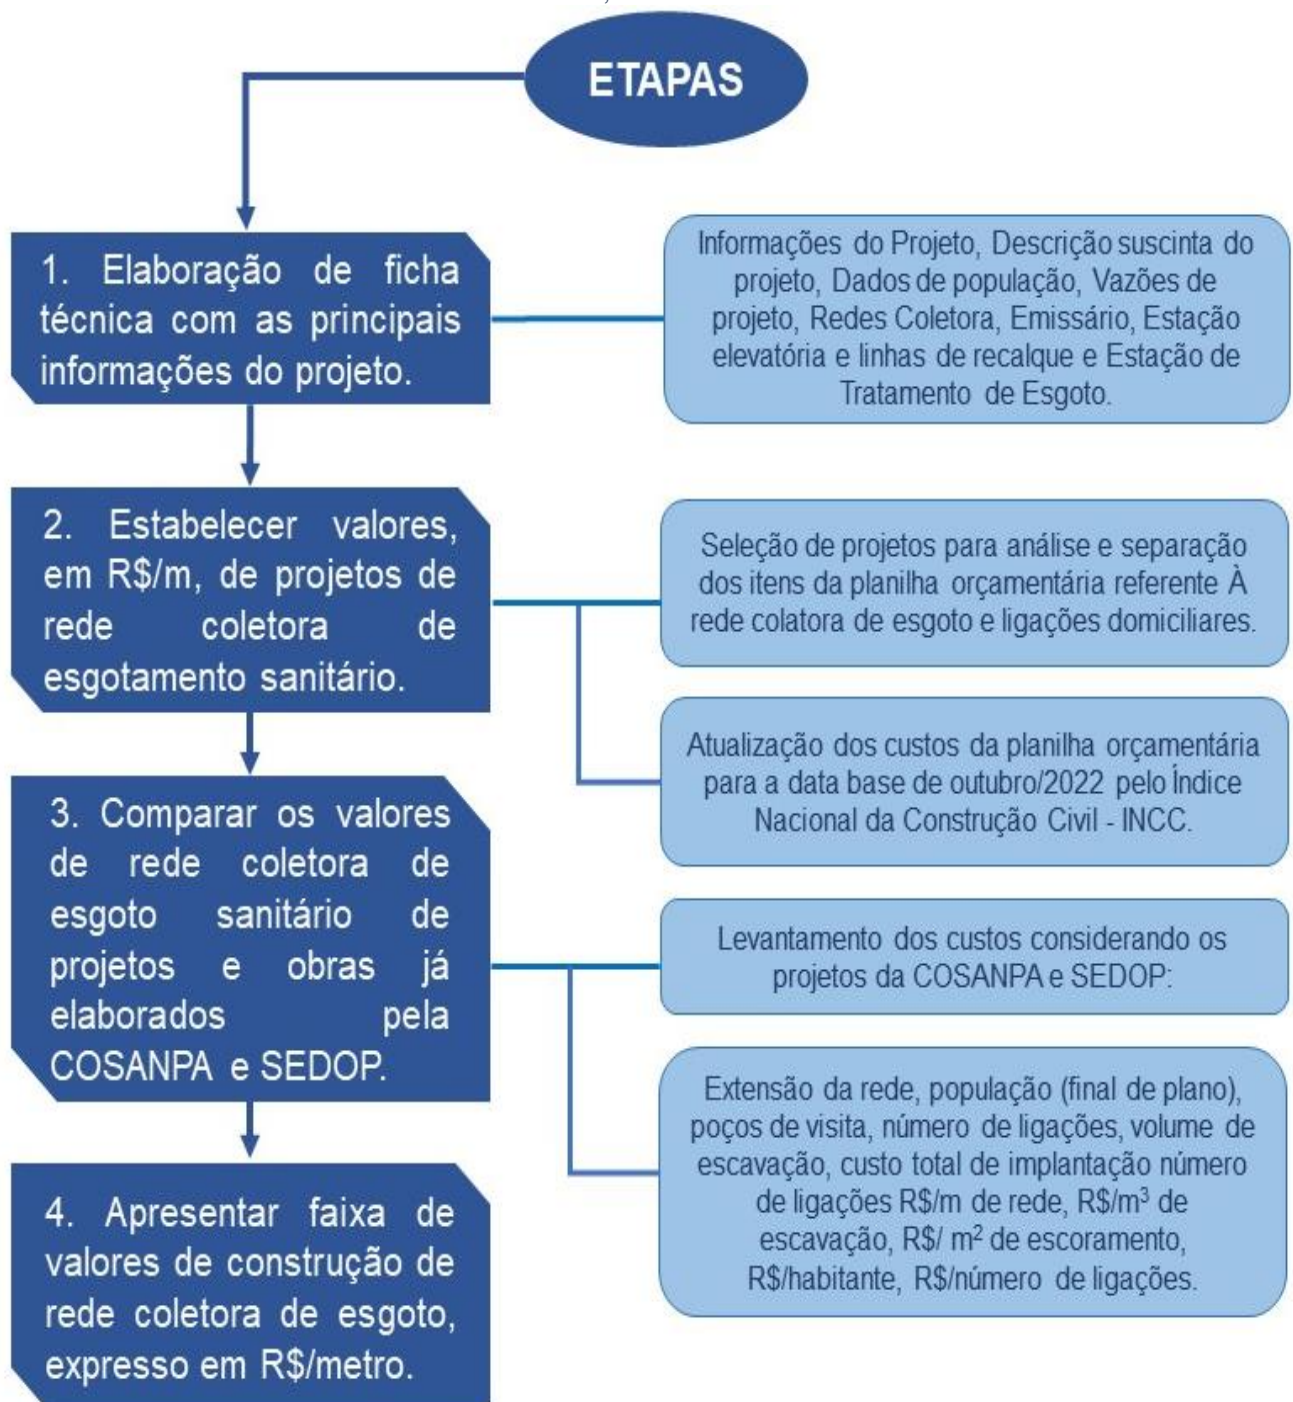 ETAPAS
1. Elaboração de ficha
técnica com as principais
informações do projeto.
Informações do Projeto, Descrição suscinta do
projeto, Dados de população, Vazões de
projeto, Redes Coletora, Emissário, Estação
elevatória e linhas de recalque e Estação de
Tratamento de Esgoto.
2. Estabelecer valores,
em R$/m, de projetos de
rede coletora de
esgotamento sanitário.
Seleção de projetos para análise e separação
dos itens da planilha orçamentária referente À
rede colatora de esgoto e ligações domiciliares.
Atualização dos custos da planilha orçamentária
para a data base de outubro/2022 pelo Índice
Nacional da Construção Civil - INCC.
3. Comparar os valores
de rede coletora de
esgoto sanitário de
projetos e obras já
elaborados pela
COSANPA e SEDOP.
Levantamento dos custos considerando os
projetos da COSANPA e SEDOP:
Extensão da rede, população (final de plano),
poços de visita, número de ligações, volume de
escavação, custo total de implantação número
de ligações R$/m de rede, R$/m³ de
escavação, R$/ m² de escoramento,
R$/habitante, R$/número de ligações.
4. Apresentar faixa de
valores de construção de
rede coletora de esgoto,
expresso em R$/metro.